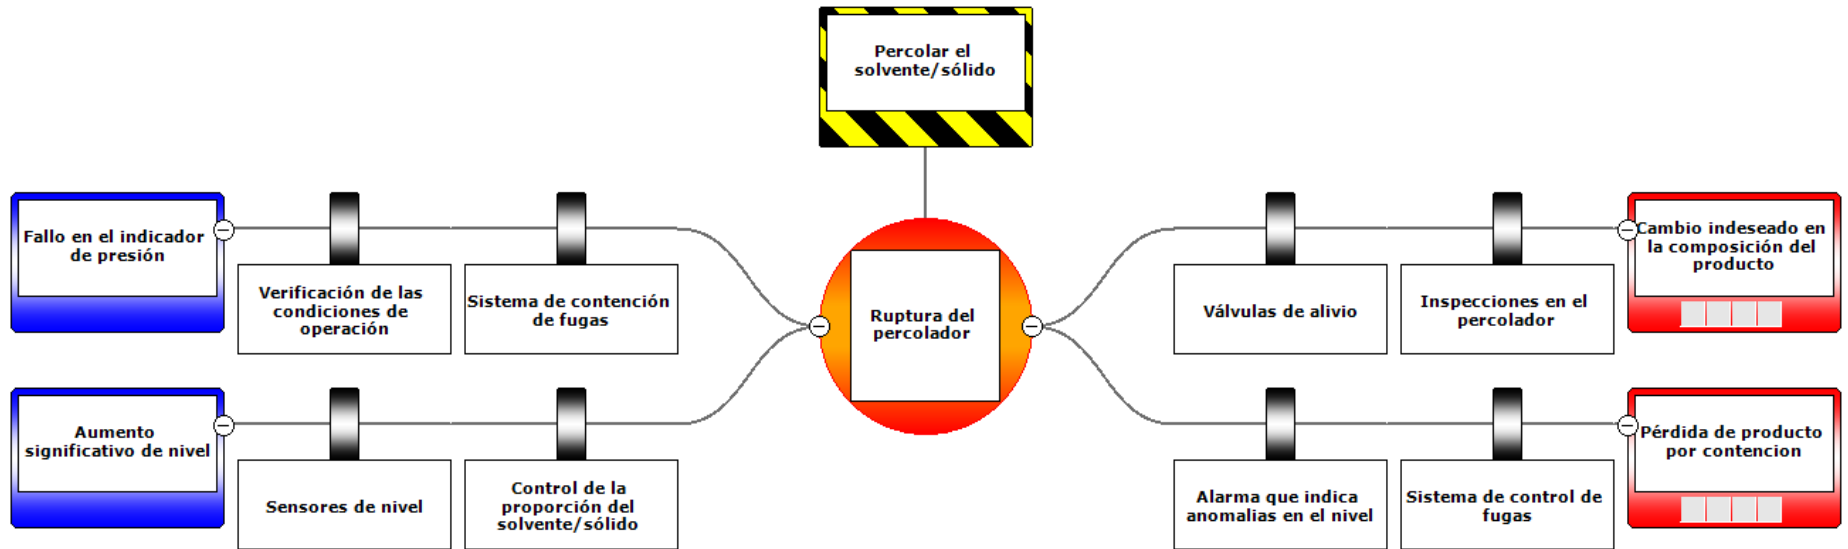 Percolar el
solvente/sólido
Fallo en el indicador
de presión
Verificación de las
condiciones de
operación
Sistema de contención
de fugas
Ruptura del
percolador
Válvulas de alivio
Inspecciones en el
percolador
Cambio indeseado en
la composición del
producto
Aumento
significativo de nivel
Sensores de nivel
Control de la
proporción del
solvente/sólido
Alarma que indica
anomalias en el nivel
Sistema de control de
fugas
Pérdida de producto
por contencion